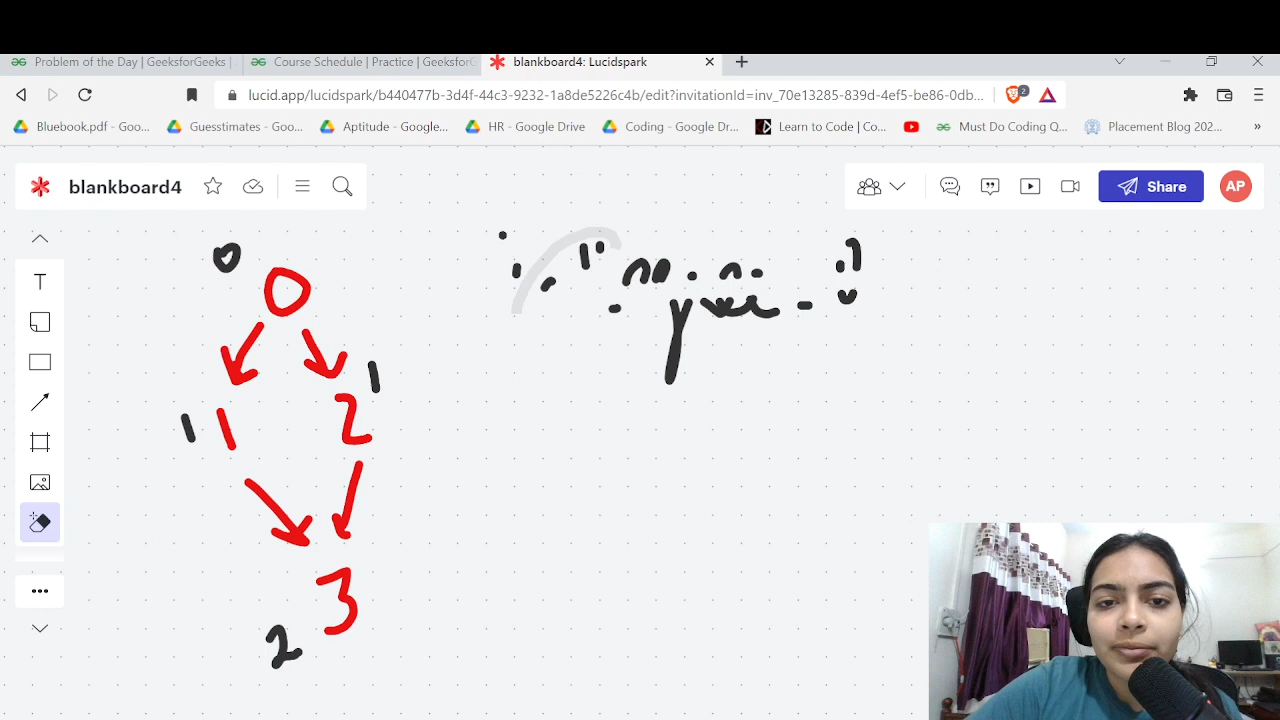 Problem of the Day | GeeksforGeeks |
Course Schedule | Practice | GeeksforG
blankboard4: Lucidspark
lucid.app/lucidspark/b440477b-3d4f-44c3-9232-1a8de5226c4b/edit?invitationId=inv_70e13285-839d-4ef5-be86-0db...
2
Bluebook.pdf - Goo...
Guestimates - Goo...
Aptitude - Google...
HR - Google Drive
Coding - Google Dr...
Learn to Code | Co...
Must Do Coding Q...
Placement Blog 202...
»
blankboard4
Share
AP
T
0
0
1
1
1
2
3
2